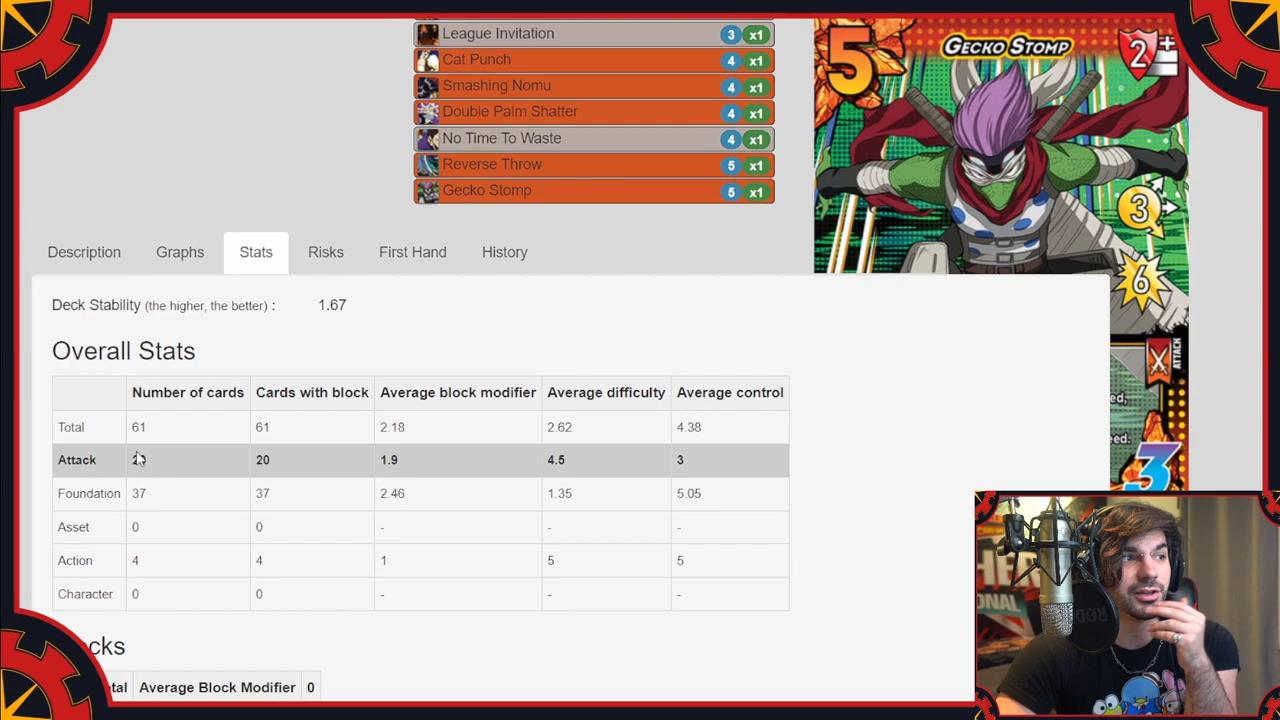 League Invitation 3 x1
Cat Punch 4 x1
Smashing Nomu 4 x1
Double Palm Shatter 4 x1
No Time To Waste 4 x1
Reverse Throw 5 x1
Gecko Stomp 5 x1
5 GECKO STOMP 2+
3
6
ATTACK
3
Description Graphs Stats Risks First Hand History
Deck Stability (the higher, the better) : 1.67
Overall Stats
Number of cards Cards with block Average block modifier Average difficulty Average control
Total 61 61 2.18 2.62 4.38
Attack 20 1.9 4.5 3
Foundation 37 37 2.46 1.35 5.05
Asset 0 0 - - -
Action 4 4 1 5 5
Character 0 0 - - -
Average Block Modifier 0